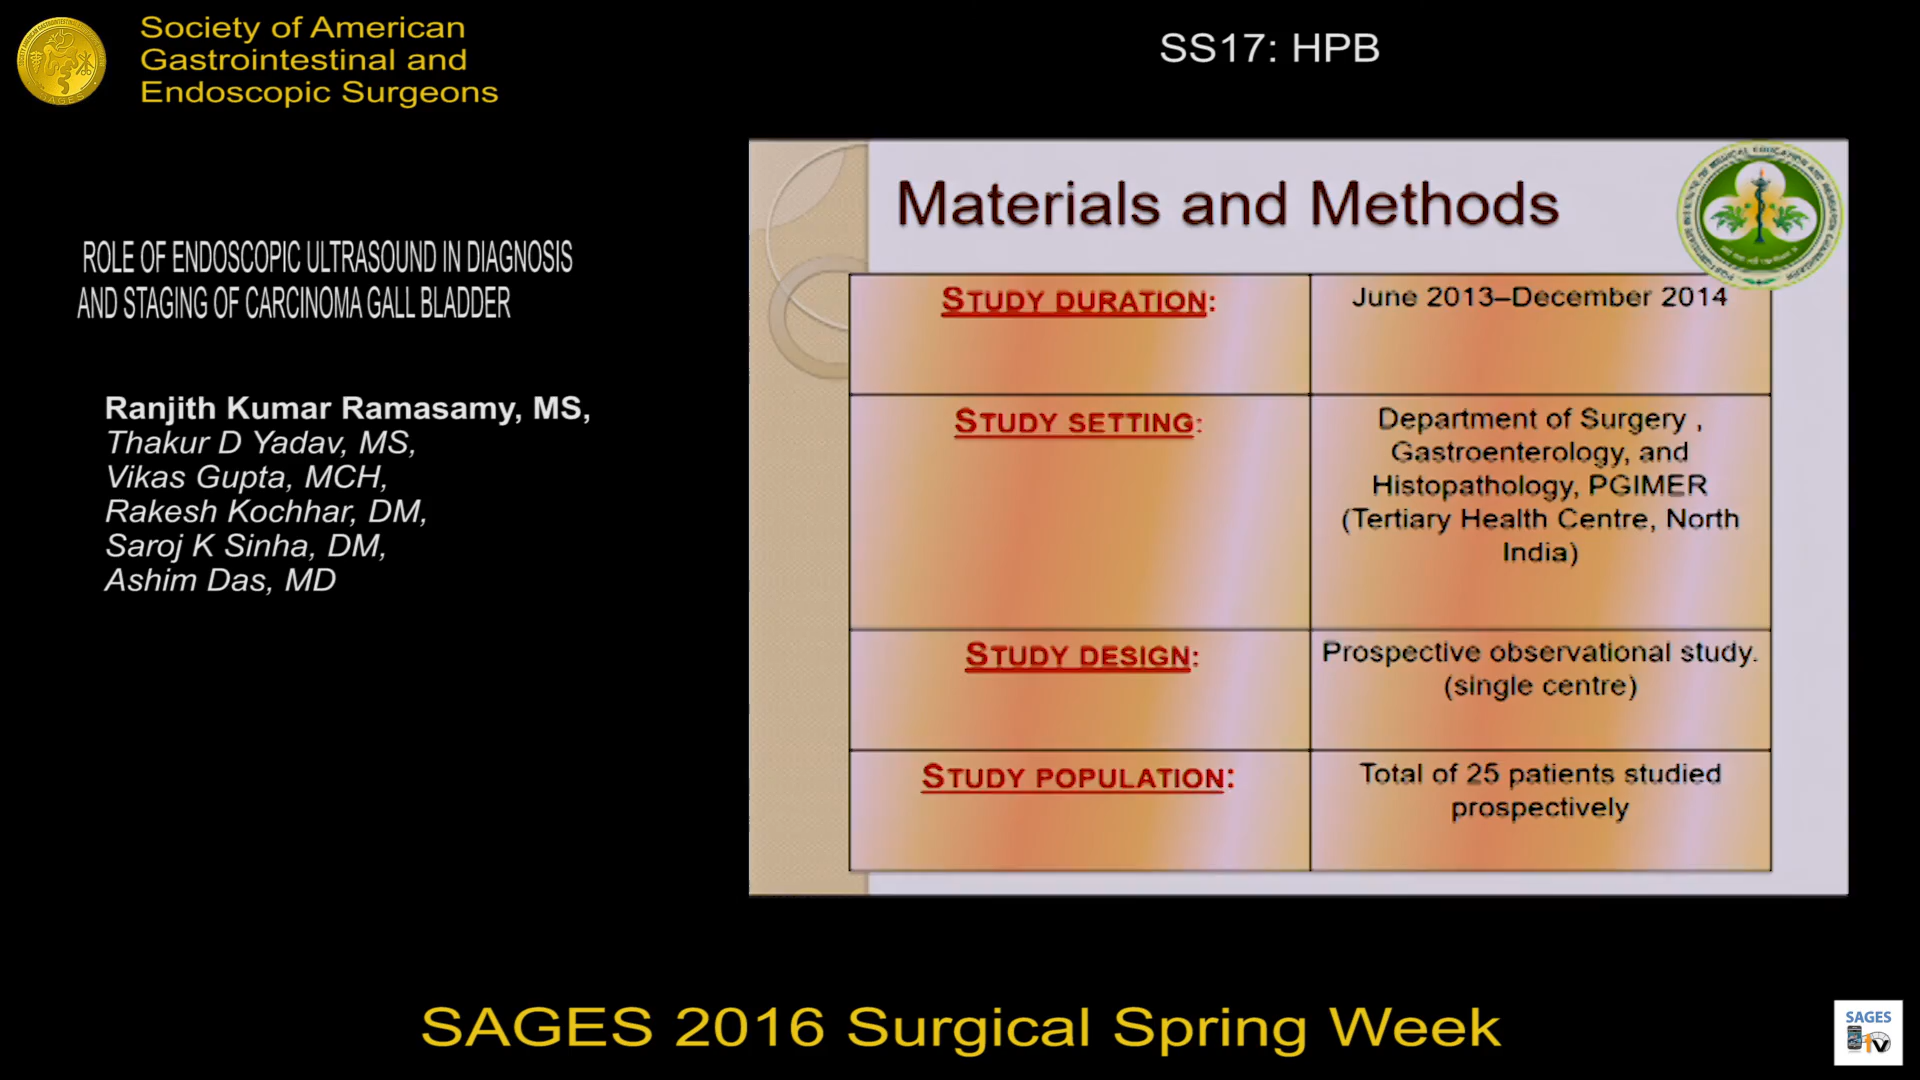 Society of American
Gastrointestinal and
Endoscopic Surgeons
SS17: HPB
ROLE OF ENDOSCOPIC ULTRASOUND IN DIAGNOSIS
AND STAGING OF CARCINOMA GALL BLADDER
Ranjith Kumar Ramasamy, MS,
Thakur D Yadav, MS,
Vikas Gupta, MCH,
Rakesh Kochhar, DM,
Saroj K Sinha, DM,
Ashim Das, MD
Materials and Methods
STUDY DURATION:
June 2013–December 2014
STUDY SETTING:
Department of Surgery ,
Gastroenterology, and
Histopathology, PGIMER
(Tertiary Health Centre, North
India)
STUDY DESIGN:
Prospective observational study.
(single centre)
STUDY POPULATION:
Total of 25 patients studied
prospectively
SAGES 2016 Surgical Spring Week
SAGES
TV